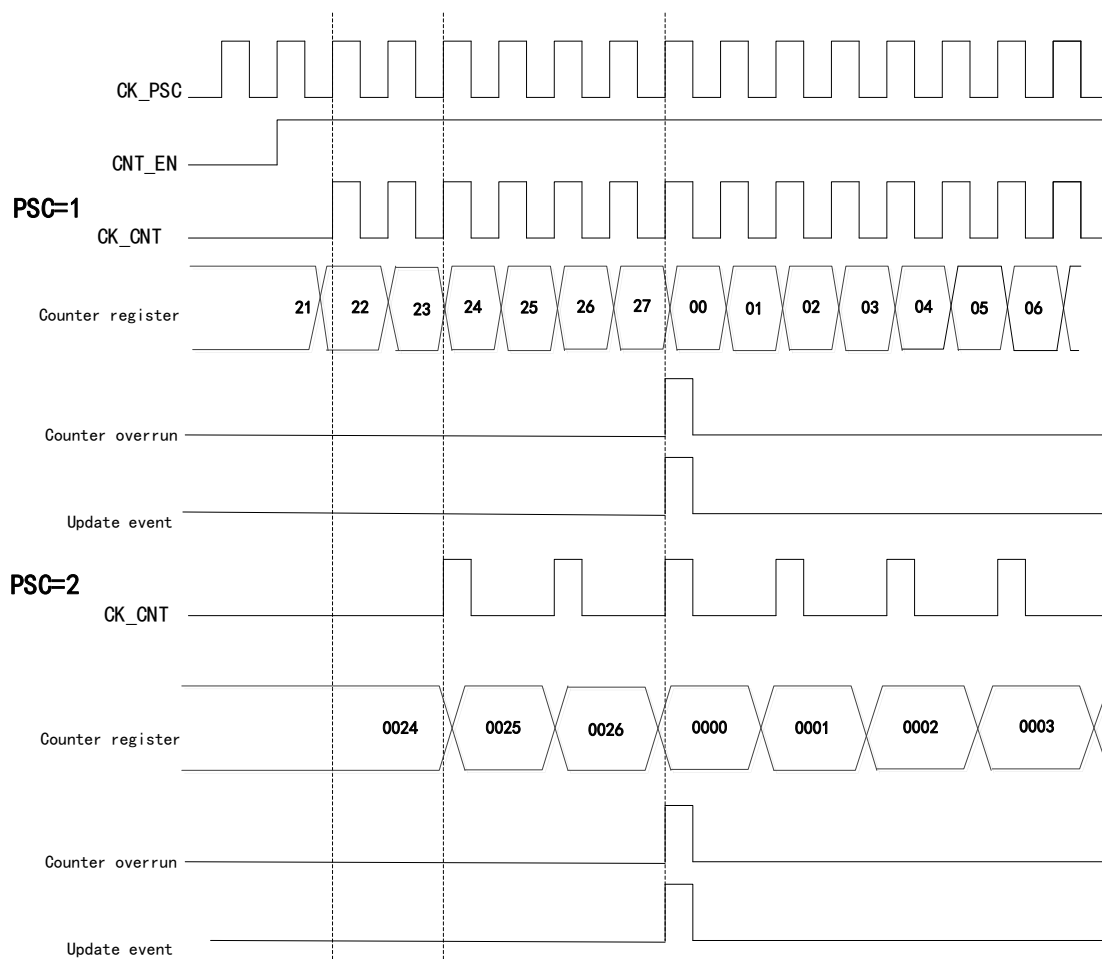 CK_PSC
CNT_EN
PSC=1
CK_CNT
Counter register 21 22 23 24 25 26 27 00 01 02 03 04 05 06
Counter overrun
Update event
PSC=2
CK_CNT
Counter register 0024 0025 0026 0000 0001 0002 0003
Counter overrun
Update event